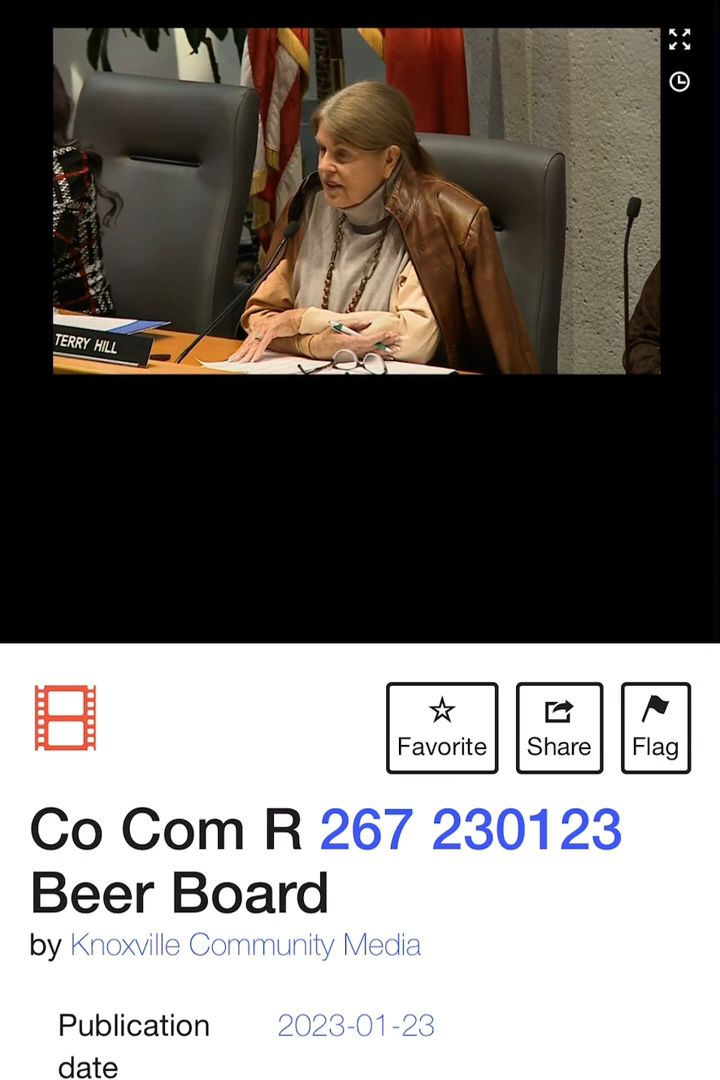 TERRY HILL
Favorite
Share
Flag
Co Com R 267 230123
Beer Board
by Knoxville Community Media
Publication
date
2023-01-23